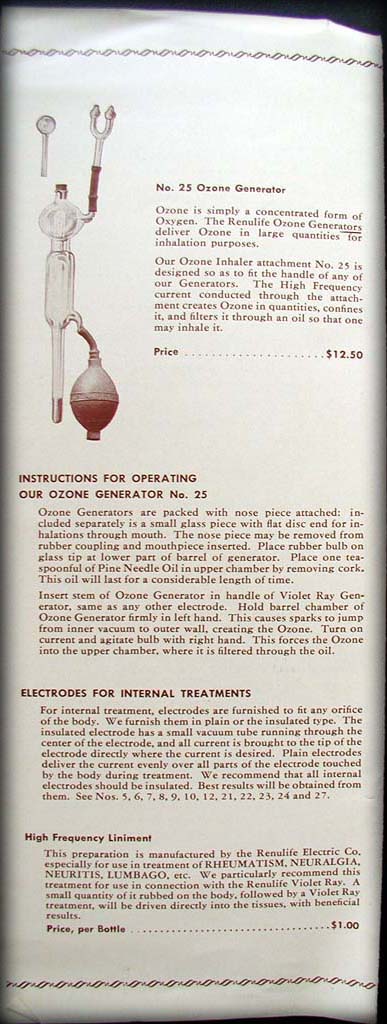 No. 25 Ozone Generator
Ozone is simply a concentrated form of
Oxygen. The Renulife Ozone Generators
deliver Ozone in large quantities for
inhalation purposes.
Our Ozone Inhaler attachment No. 25 is
designed so as to fit the handle of any of
our Generators. The High Frequency
current conducted through the attach-
ment creates Ozone in quantities, confines
it, and filters it through an oil so that one
may inhale it.
Price . . . . . . . . . . . . . . . . . . . . . . . $12.50
INSTRUCTIONS FOR OPERATING
OUR OZONE GENERATOR No. 25
Ozone Generators are packed with nose piece attached: in-
cluded separately is a small glass piece with flat disc end for in-
halations through mouth. The nose piece may be removed from
rubber coupling and mouthpiece inserted. Place rubber bulb on
glass tip at lower part of barrel of generator. Place one tea-
spoonful of Pine Needle Oil in upper chamber by removing cork.
This oil will last for a considerable length of time.
Insert stem of Ozone Generator in handle of Violet Ray Gen-
erator, same as any other electrode. Hold barrel chamber of
Ozone Generator firmly in left hand. This causes sparks to jump
from inner vacuum to outer wall, creating the Ozone. Turn on
current and agitate bulb with right hand. This forces the Ozone
into the upper chamber, where it is filtered through the oil.
ELECTRODES FOR INTERNAL TREATMENTS
For internal treatment, electrodes are furnished to fit any orifice
of the body. We furnish them in plain or the insulated type. The
insulated electrode has a small vacuum tube running through the
center of the electrode, and all current is brought to the tip of the
electrode directly where the current is desired. Plain electrodes
deliver the current evenly over all parts of the electrode touched
by the body during treatment. We recommend that all internal
electrodes should be insulated. Best results will be obtained from
them. See Nos. 5, 6, 7, 8, 9, 10, 12, 21, 22, 23, 24 and 27.
High Frequency Liniment
This preparation is manufactured by the Renulife Electric Co.
especially for use in treatment of RHEUMATISM, NEURALGIA,
NEURITIS, LUMBAGO, etc. We particularly recommend this
treatment for use in connection with the Renulife Violet Ray. A
small quantity of it rubbed on the body, followed by a Violet Ray
treatment, will be driven directly into the tissues, with beneficial
results.
Price, per Bottle . . . . . . . . . . . . . . . . . . . . . . . . . . . . . . . . . $1.00